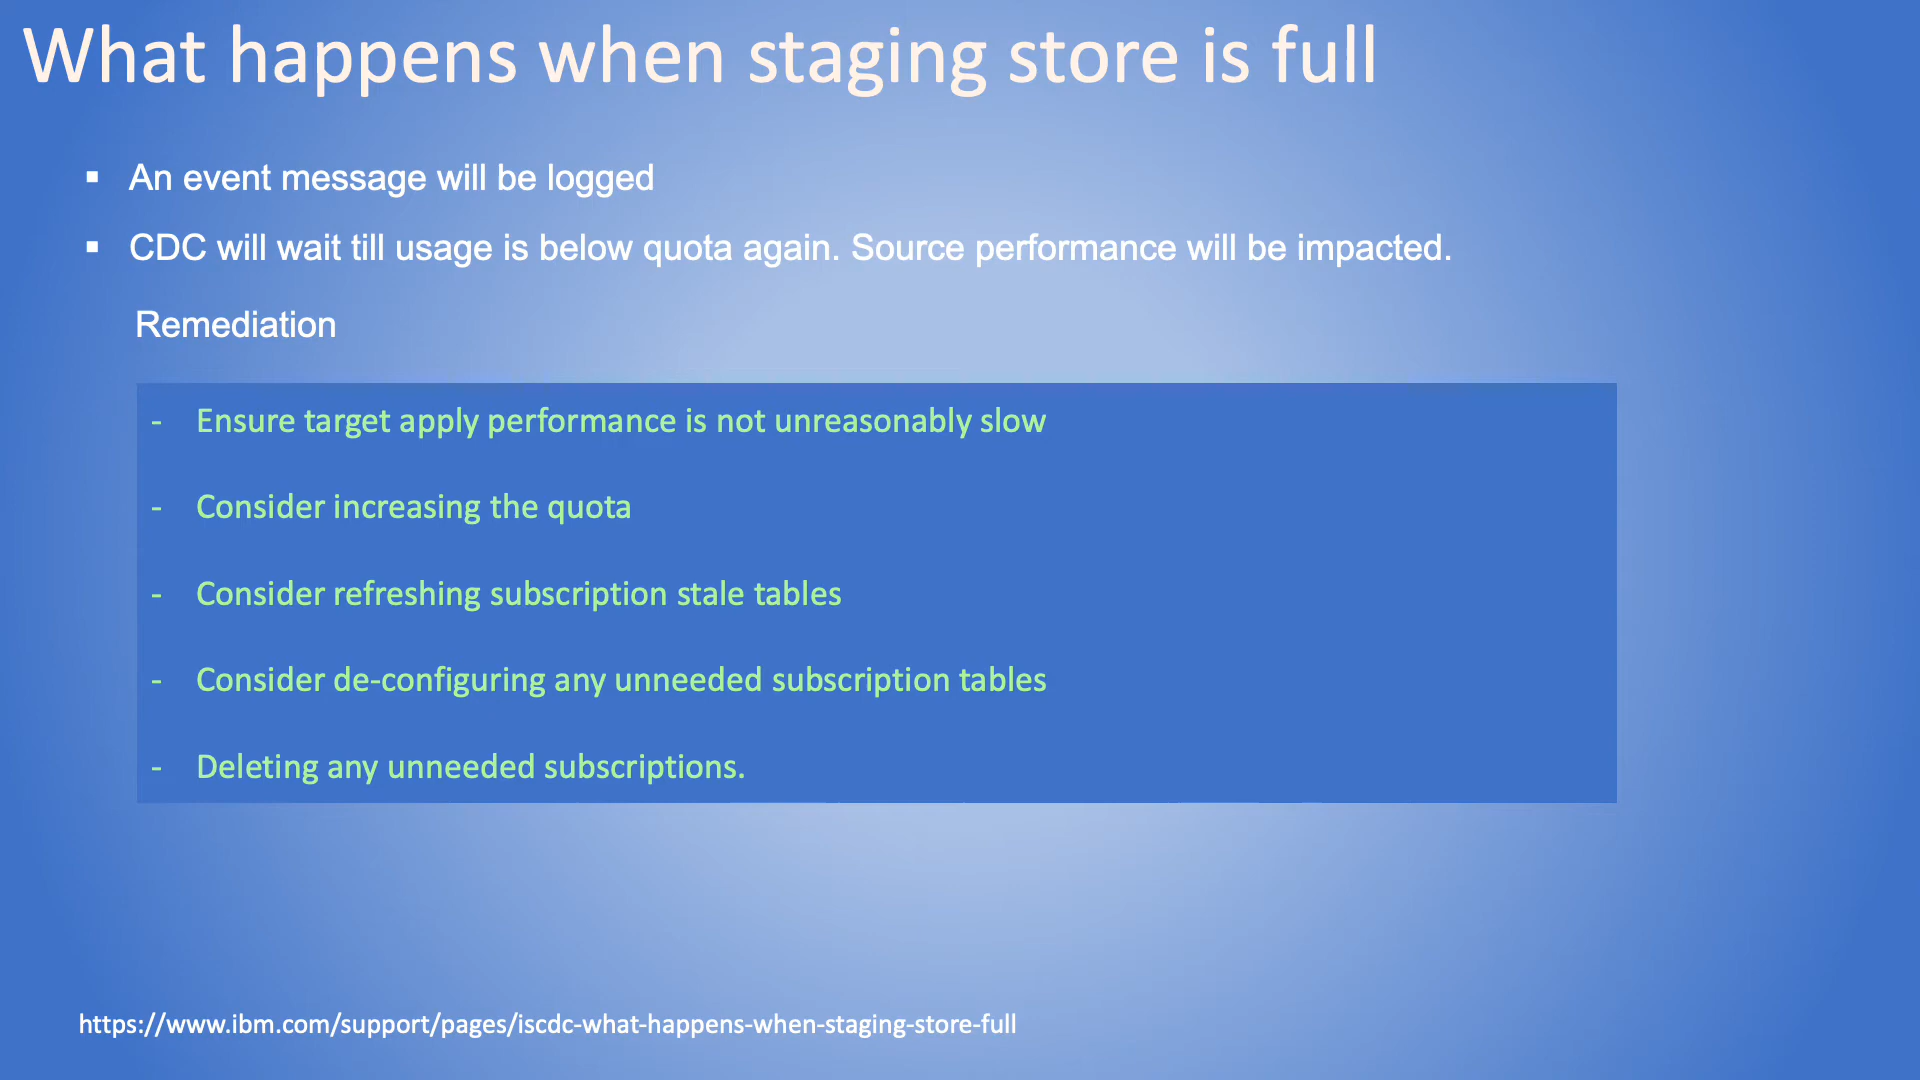 What happens when staging store is full
▪ An event message will be logged
▪ CDC will wait till usage is below quota again. Source performance will be impacted.
Remediation
- Ensure target apply performance is not unreasonably slow
- Consider increasing the quota
- Consider refreshing subscription stale tables
- Consider de-configuring any unneeded subscription tables
- Deleting any unneeded subscriptions.
https://www.ibm.com/support/pages/iscdc-what-happens-when-staging-store-full